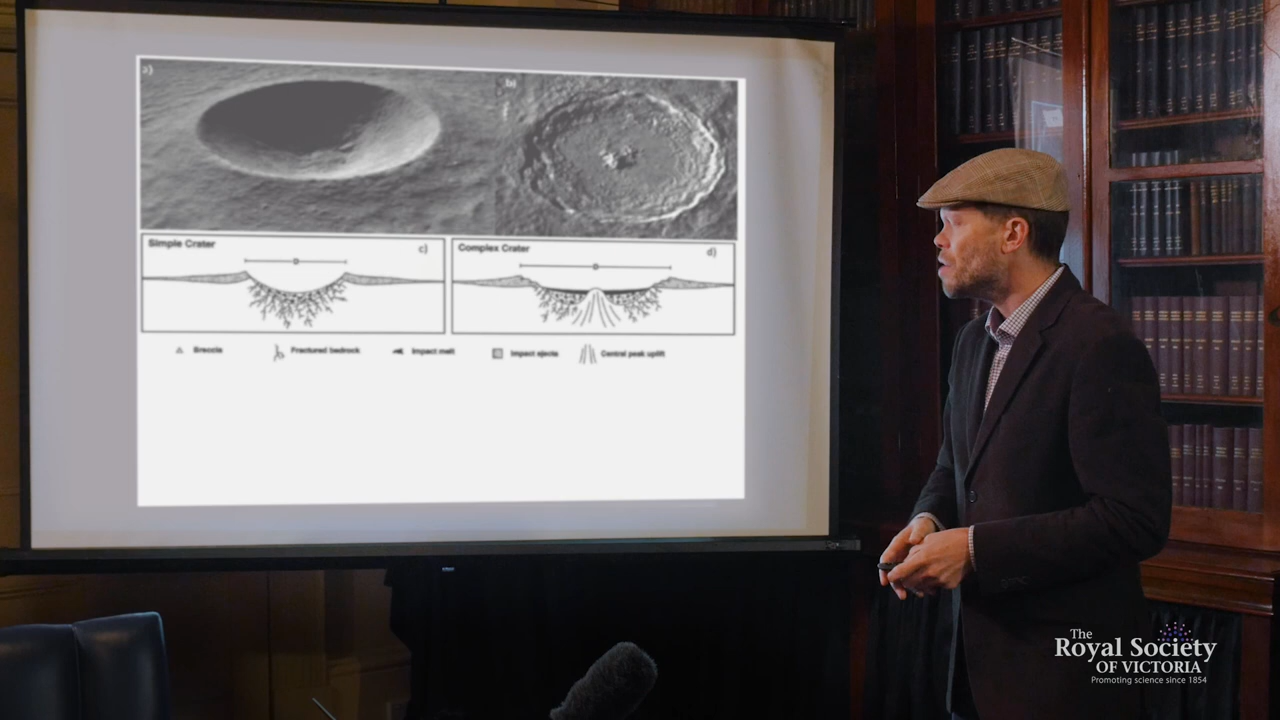 a)
b)
Simple Crater
c)
D
Complex Crater
d)
D
Breccia
Fractured bedrock
Impact melt
Impact ejecta
Central peak uplift
The
Royal Society
OF VICTORIA
Promoting science since 1854